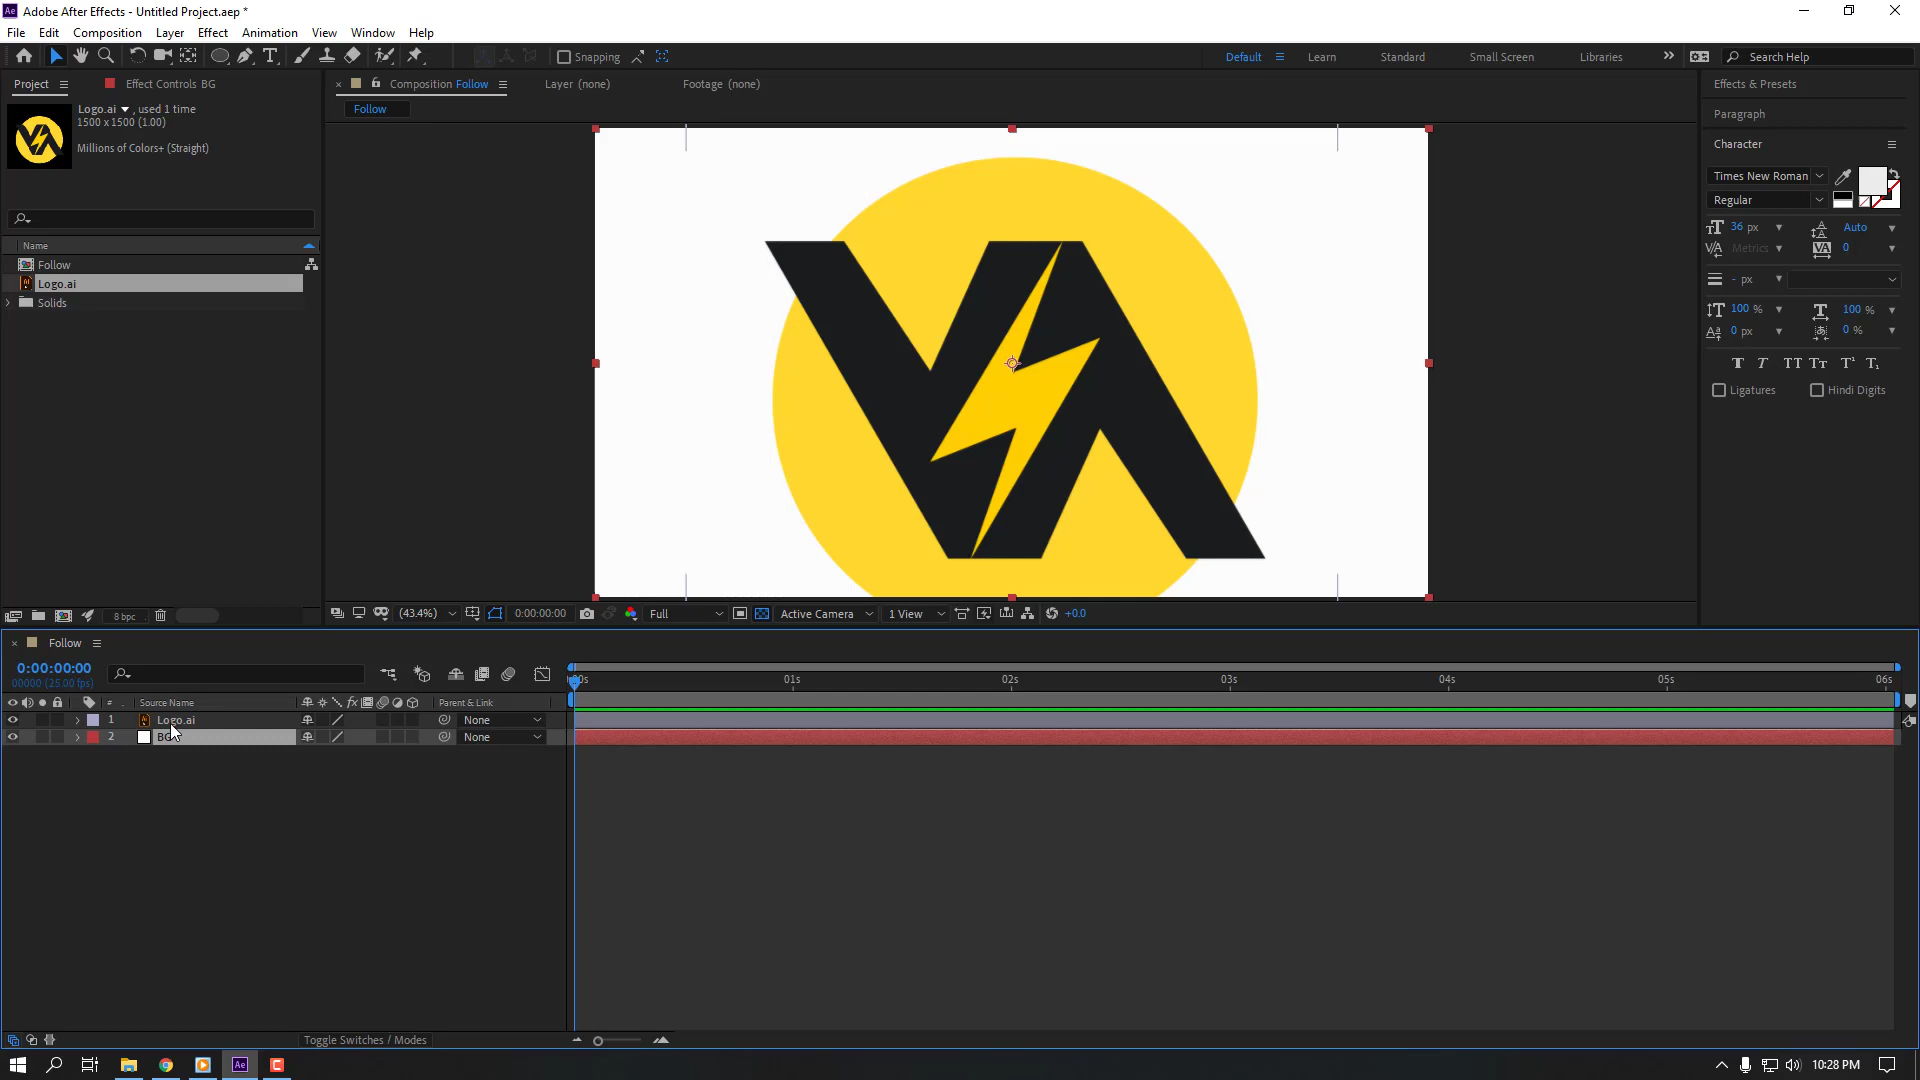 Adobe After Effects - Untitled Project.aep *
File Edit Composition Layer Effect Animation View Window Help
Snapping
Default Learn Standard Small Screen Libraries
Search Help
Project
Effect Controls BG
Composition Follow
Layer (none)
Footage (none)
Effects & Presets
Follow
Logo.ai , used 1 time
1500 x 1500 (1.00)
Millions of Colors+ (Straight)
Paragraph
Character
Times New Roman
Regular
36 px
Auto
Metrics
0
- px
100 %
100 %
0 px
0 %
Ligatures
Hindi Digits
Name
Follow
Logo.ai
Solids
8 bpc
(43.4%)
0:00:00:00
Full
Active Camera
1 View
+0.0
Follow
0:00:00:00
00000 (25.00 fps)
01s 02s 03s 04s 05s 06s
# Source Name
Parent & Link
1 Logo.ai None
2 BG None
Toggle Switches / Modes
10:28 PM